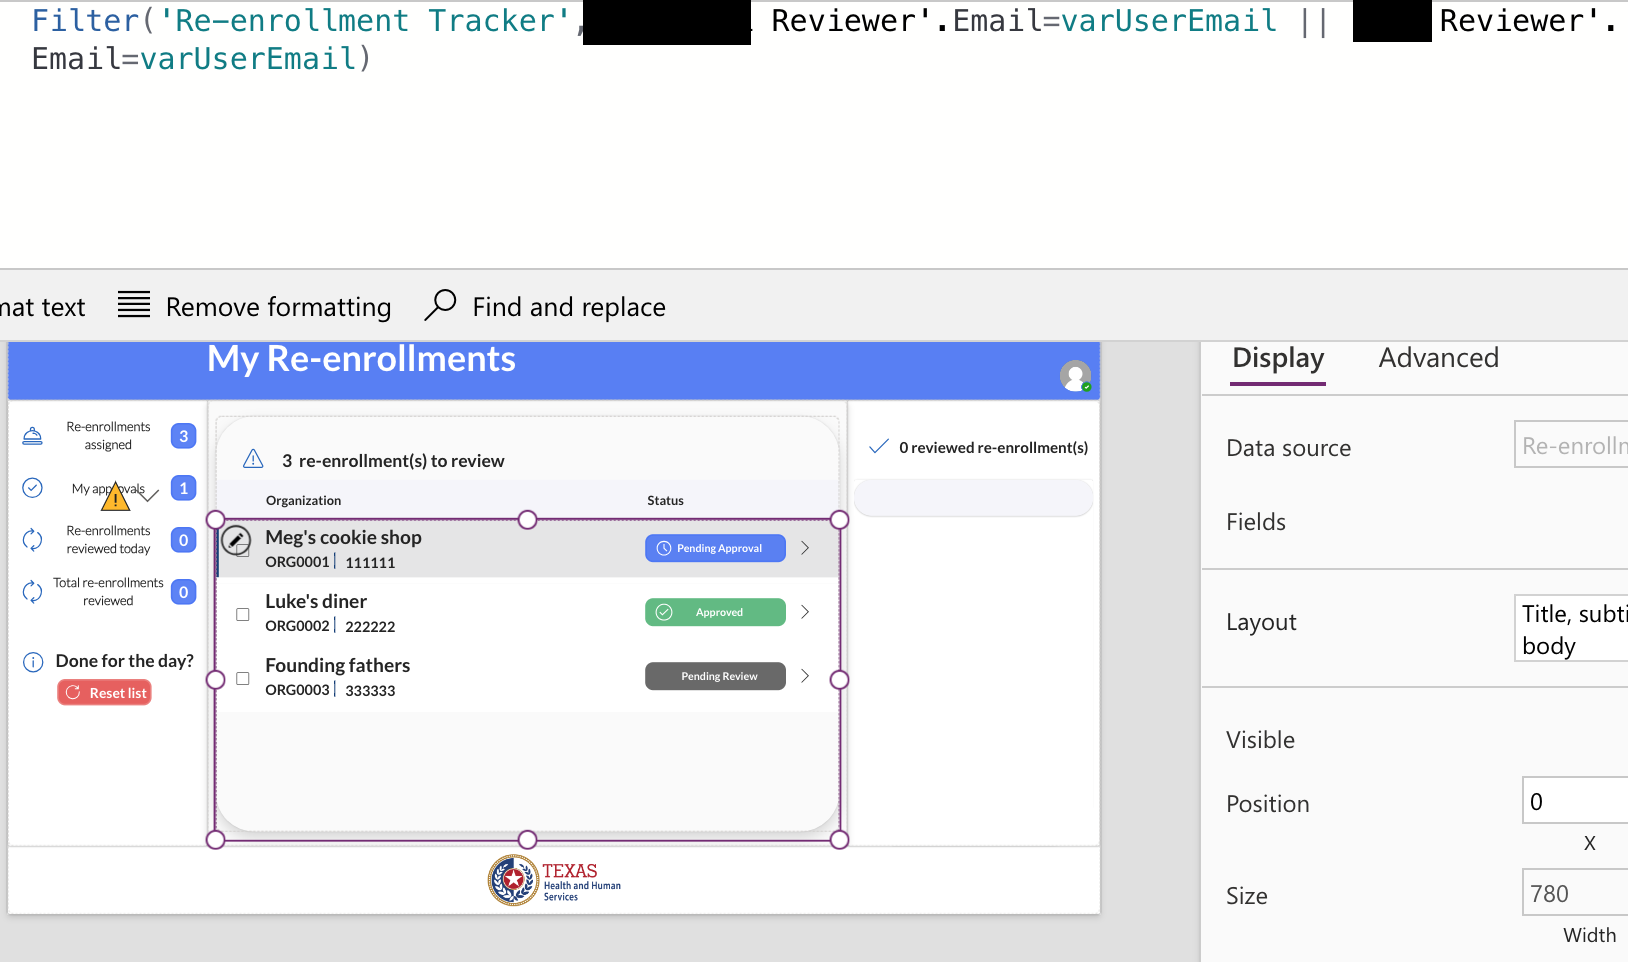 Filter('Re-enrollment Tracker', Reviewer'.Email=varUserEmail || Reviewer'.
Email=varUserEmail)
mat text Remove formatting Find and replace
My Re-enrollments
Display Advanced
Re-enrollments
assigned
3
3 re-enrollment(s) to review
0 reviewed re-enrollment(s)
Data source
Re-enrollm
My approvals
1
Organization Status
Fields
Re-enrollments
reviewed today
0
Meg's cookie shop
ORG0001 | 111111
Pending Approval
Total re-enrollments
reviewed
0
Luke's diner
ORG0002 | 222222
Approved
Layout
Title, subti
body
Done for the day?
Reset list
Founding fathers
ORG0003 | 333333
Pending Review
Visible
Position
0
X
Size
780
Width
TEXAS
Health and Human
Services